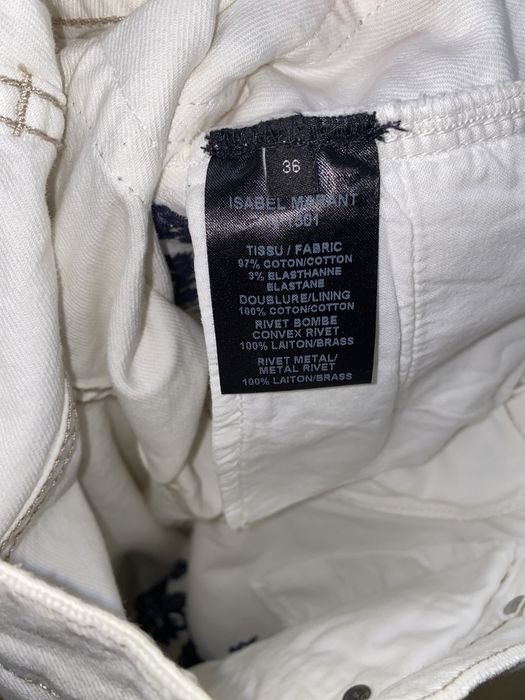 36
ISABEL MARANT
TISSU / FABRIC
97% COTON/COTTON
3% ELASTHANNE
ELASTANE
DOUBLURE/LINING
100% COTON/COTTON
RIVET BOMBE
CONVEX RIVET
100% LAITON/BRASS
RIVET METAL/
METAL RIVET
100% LAITON/BRASS